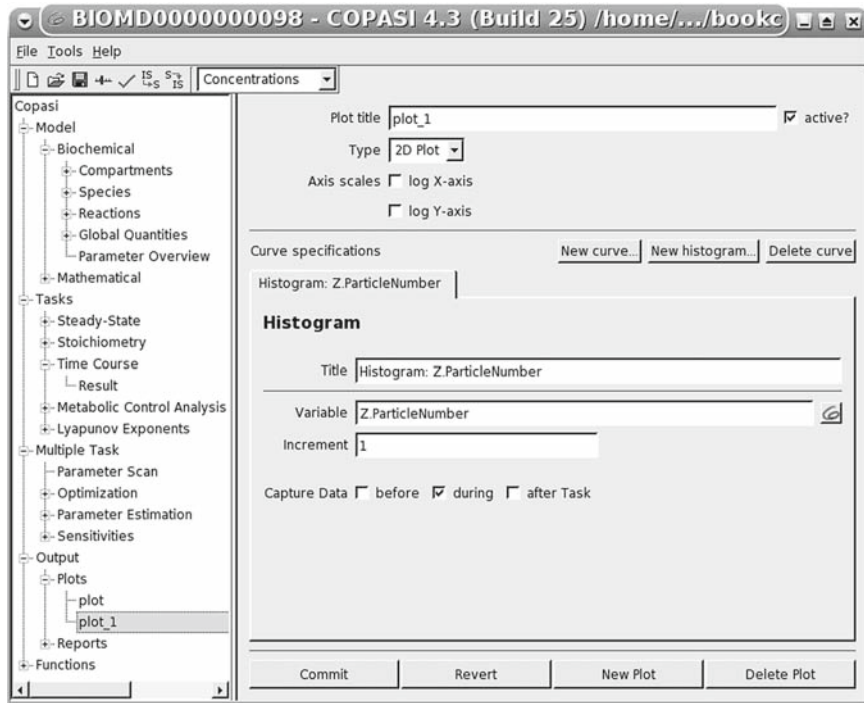 BIOMD0000000098 - COPASI 4.3 (Build 25) /home/.../bookc
File Tools Help
IS S S IS Concentrations
Copasi
Model
Biochemical
Compartments
Species
Reactions
Global Quantities
Parameter Overview
Mathematical
Tasks
Steady-State
Stoichiometry
Time Course
Result
Metabolic Control Analysis
Lyapunov Exponents
Multiple Task
Parameter Scan
Optimization
Parameter Estimation
Sensitivities
Output
Plots
plot
plot_1
Reports
Functions
Plot title plot_1 active?
Type 2D Plot
Axis scales log X-axis
log Y-axis
Curve specifications New curve... New histogram... Delete curve
Histogram: Z.ParticleNumber
Histogram
Title Histogram: Z.ParticleNumber
Variable Z.ParticleNumber
Increment 1
Capture Data before during after Task
Commit Revert New Plot Delete Plot